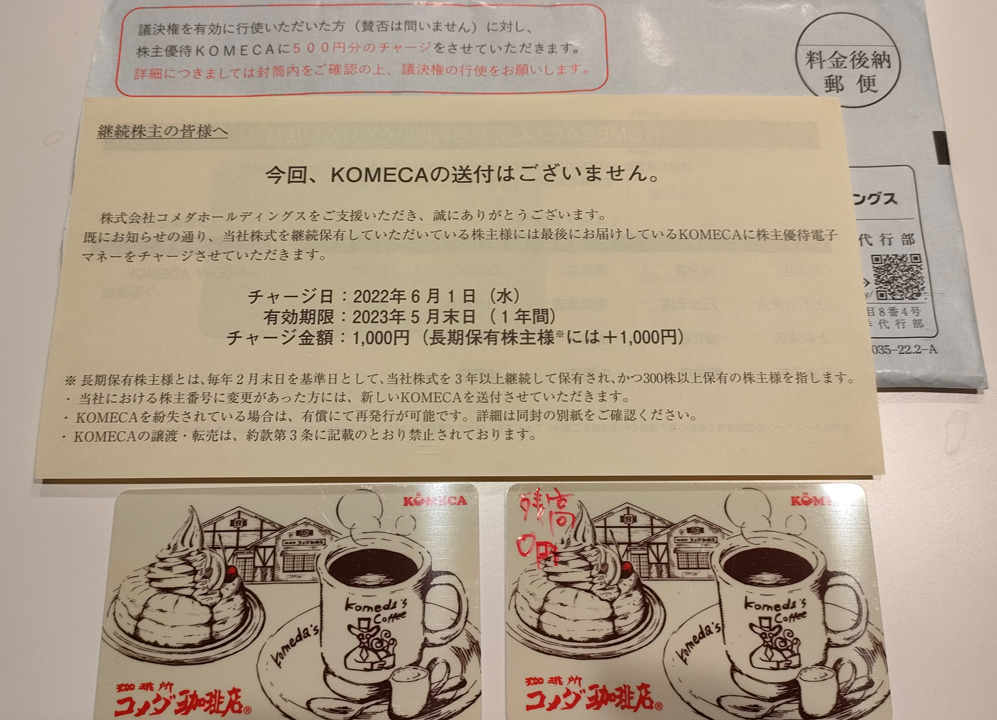 議決権を有効に行使いただいた方（賛否は問いません）に対し、
株主優待KOMECAに５００円分のチャージをさせていただきます。
詳細につきましては封筒内をご確認の上、議決権の行使をお願いします。
料金後納
郵便
継続株主の皆様へ
今回、KOMECAの送付はございません。
株式会社コメダホールディングスをご支援いただき、誠にありがとうございます。
既にお知らせの通り、当社株式を継続保有していただいている株主様には最後にお届けしているKOMECAに株主優待電子
マネーをチャージさせていただきます。
チャージ日：2022年６月１日（水）
有効期限：2023年５月末日（１年間）
チャージ金額：1,000円（長期保有株主様※には＋1,000円）
※ 長期保有株主様とは、毎年２月末日を基準日として、当社株式を３年以上継続して保有され、かつ300株以上保有の株主様を指します。
・ 当社における株主番号に変更があった方には、新しいKOMECAを送付させていただきます。
・ KOMECAを紛失されている場合は、有償にて再発行が可能です。詳細は同封の別紙をご確認ください。
・ KOMECAの譲渡・転売は、約款第３条に記載のとおり禁止されております。
ングス
代行部
目８番４号
代行部
035-22.2-A
KOMECA
Komeda's
Coffee
Komeda's
珈琲所
コメダ珈琲店®
残高
0円
KOME
Komeda's
Coffee
Komeda's
珈琲所
コメダ珈琲店®